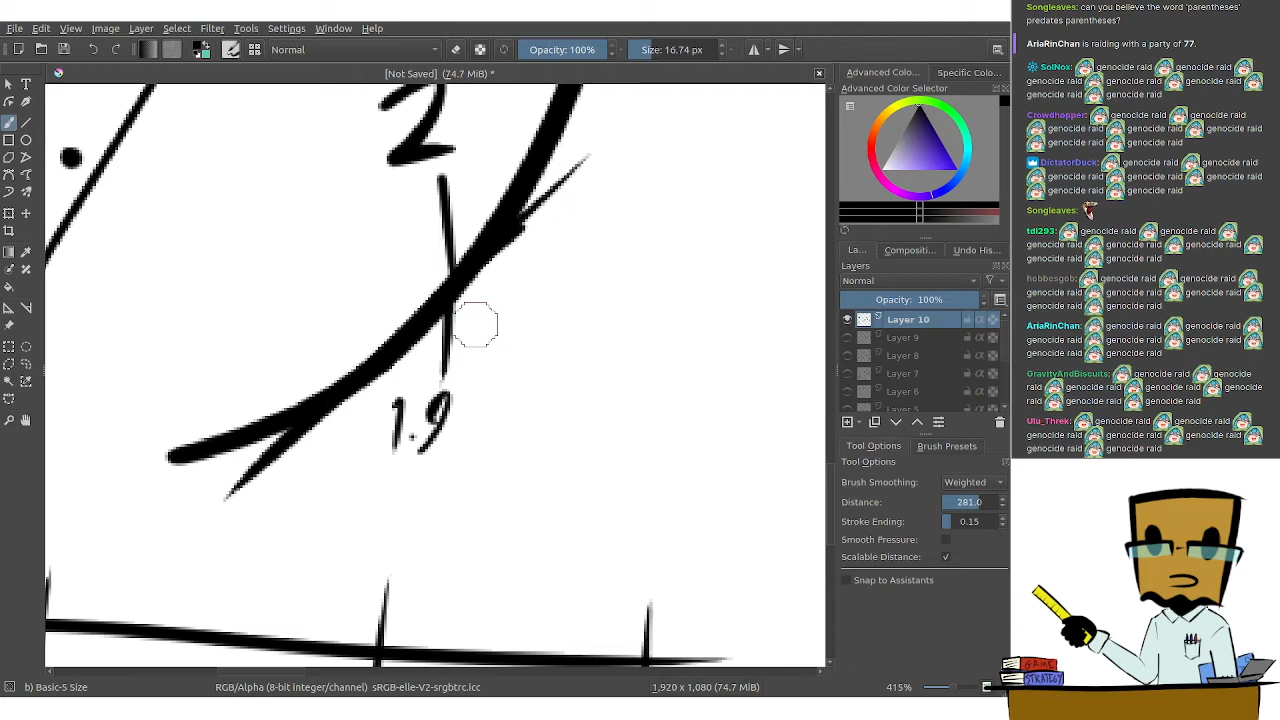 File Edit View Image Layer Select Filter Tools Settings Window Help
Normal
Opacity: 100%
Size: 16.74 px
[Not Saved] (74.7 MiB) *
2
1.9
b) Basic-5 Size
RGB/Alpha (8-bit integer/channel) sRGB-elle-V2-srgbtrc.icc
1,920 x 1,080 (74.7 MiB)
415%
Advanced Colo...
Specific Colo...
Advanced Color Selector
La...
Compositi...
Undo His...
Layers
Normal
Opacity: 100%
Layer 10
Layer 9
Layer 8
Layer 7
Layer 6
Layer 5
Tool Options
Brush Presets
Tool Options
Brush Smoothing: Weighted
Distance: 281.0
Stroke Ending: 0.15
Smooth Pressure:
Scalable Distance:
Snap to Assistants
Songleaves: can you believe the word 'parentheses'
predates parentheses?
AriaRinChan is raiding with a party of 77.
SolNox: genocide raid genocide raid
genocide raid genocide raid genocide raid
genocide raid genocide raid
Crowdhopper: genocide raid genocide raid
genocide raid genocide raid genocide raid
genocide raid genocide raid
DictatorDuck: genocide raid genocide raid
genocide raid genocide raid genocide raid
genocide raid genocide raid
Songleaves:
tdl293: genocide raid genocide raid
genocide raid genocide raid genocide raid
genocide raid genocide raid
hobbesgob: genocide raid genocide raid
genocide raid genocide raid genocide raid
genocide raid genocide raid
AriaRinChan: genocide raid genocide raid
genocide raid genocide raid genocide raid
genocide raid genocide raid
GravityAndBiscuits: genocide raid genocide
raid genocide raid genocide raid genocide
raid genocide raid genocide raid
Ulu_Threk: genocide raid genocide raid
genocide raid genocide raid genocide raid
genocide raid genocide raid
GAME
STRATEGY